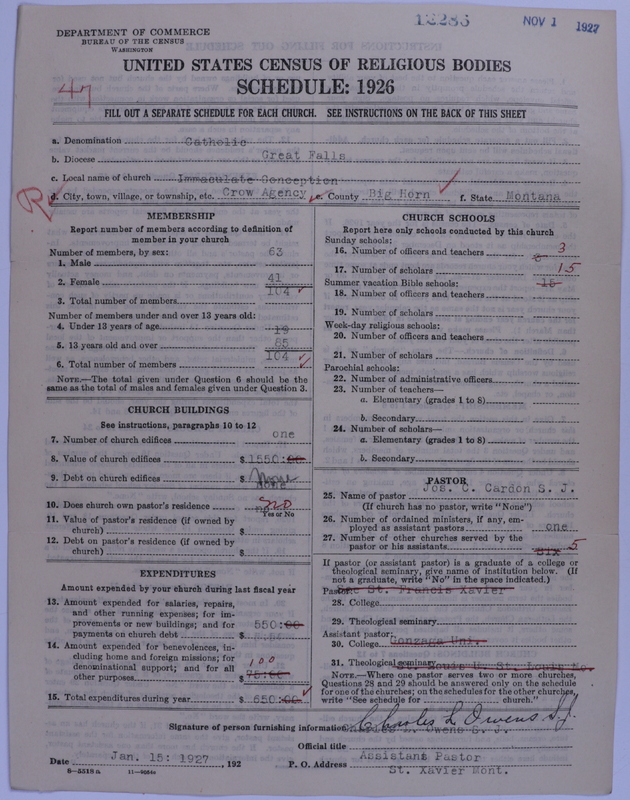 12286
NOV 1 1927
DEPARTMENT OF COMMERCE
BUREAU OF THE CENSUS
WASHINGTON
UNITED STATES CENSUS OF RELIGIOUS BODIES
SCHEDULE: 1926
47
FILL OUT A SEPARATE SCHEDULE FOR EACH CHURCH. SEE INSTRUCTIONS ON THE BACK OF THIS SHEET
a. Denomination Catholic
b. Diocese Great Falls
c. Local name of church Immaculate Conception
R d. City, town, village, or township, etc. Crow Agency e. County Big Horn f. State Montana
MEMBERSHIP
Report number of members according to definition of
member in your church
Number of members, by sex:
1. Male 63
2. Female 41
3. Total number of members 104
Number of members under and over 13 years old:
4. Under 13 years of age 19
5. 13 years old and over 85
6. Total number of members 104
NOTE.—The total given under Question 6 should be the
same as the total of males and females given under Question 3.
CHURCH BUILDINGS
See instructions, paragraphs 10 to 12
7. Number of church edifices one
8. Value of church edifices $ 1550:00
9. Debt on church edifices $ None
10. Does church own pastor's residence no
Yes or No
11. Value of pastor's residence (if owned by
church) $
12. Debt on pastor's residence (if owned by
church) $
EXPENDITURES
Amount expended by your church during last fiscal year
13. Amount expended for salaries, repairs,
and other running expenses; for im-
provements or new buildings; and for
payments on church debt $ 550:00
14. Amount expended for benevolences, in-
cluding home and foreign missions; for
denominational support; and for all
other purposes $ 100 75:00
15. Total expenditures during year $ 650:00
CHURCH SCHOOLS
Report here only schools conducted by this church
Sunday schools:
16. Number of officers and teachers 3
17. Number of scholars 15
Summer vacation Bible schools: 15
18. Number of officers and teachers
19. Number of scholars
Week-day religious schools:
20. Number of officers and teachers
21. Number of scholars
Parochial schools:
22. Number of administrative officers
23. Number of teachers—
a. Elementary (grades 1 to 8)
b. Secondary
24. Number of scholars—
a. Elementary (grades 1 to 8)
b. Secondary
PASTOR
25. Name of pastor Jos. C. Cardon S. J.
(If church has no pastor, write "None")
26. Number of ordained ministers, if any, em-
ployed as assistant pastors one
27. Number of other churches served by the
pastor or his assistants six 5
If pastor (or assistant pastor) is a graduate of a college or
theological seminary, give name of institution below. (If
not a graduate, write "No" in the space indicated.)
Pastor: See St. Francis Xavier
28. College
29. Theological seminary
Assistant pastor:
30. College Gonzaga Uni.
31. Theological seminary St. Louis U. St. Louis Mo.
NOTE.—Where one pastor serves two or more churches,
Questions 28 and 29 should be answered only on the schedule
for one of the churches; on the schedules for the other churches,
write "See schedule for church."
Signature of person furnishing information Charles L. Owens S. J.
Charles L Owens S.J.
Official title Assistant Pastor
Date Jan. 15: 1927, 192
P. O. Address St. Xavier Mont.